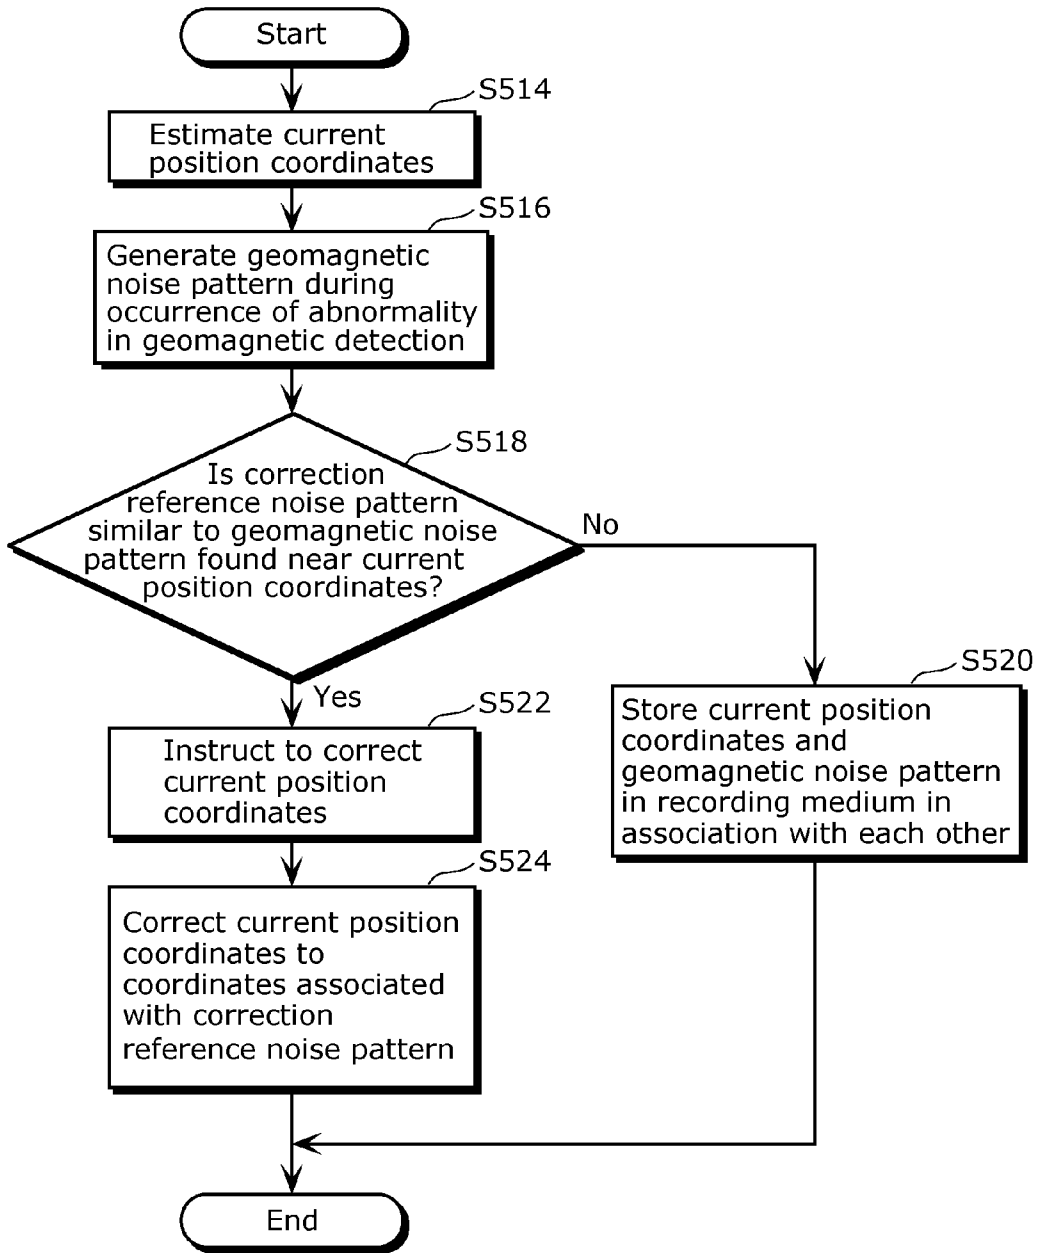 Start
S514
Estimate current
position coordinates
S516
Generate geomagnetic
noise pattern during
occurrence of abnormality
in geomagnetic detection
S518
Is correction
reference noise pattern
similar to geomagnetic noise
pattern found near current
position coordinates?
No
Yes
S520
Store current position
coordinates and
geomagnetic noise pattern
in recording medium in
association with each other
S522
Instruct to correct
current position
coordinates
S524
Correct current position
coordinates to
coordinates associated
with correction
reference noise pattern
End